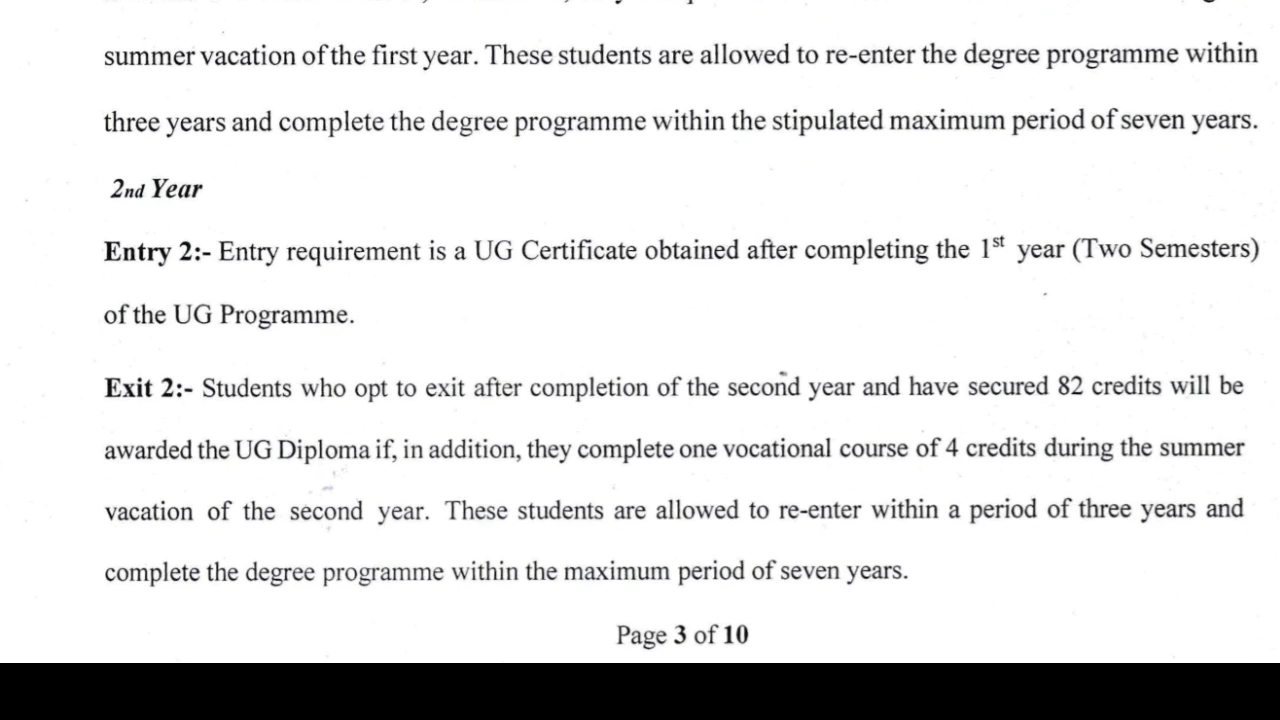 summer vacation of the first year. These students are allowed to re-enter the degree programme within
three years and complete the degree programme within the stipulated maximum period of seven years.
2nd Year
Entry 2:- Entry requirement is a UG Certificate obtained after completing the 1st year (Two Semesters)
of the UG Programme.
Exit 2:- Students who opt to exit after completion of the second year and have secured 82 credits will be
awarded the UG Diploma if, in addition, they complete one vocational course of 4 credits during the summer
vacation of the second year. These students are allowed to re-enter within a period of three years and
complete the degree programme within the maximum period of seven years.
Page 3 of 10